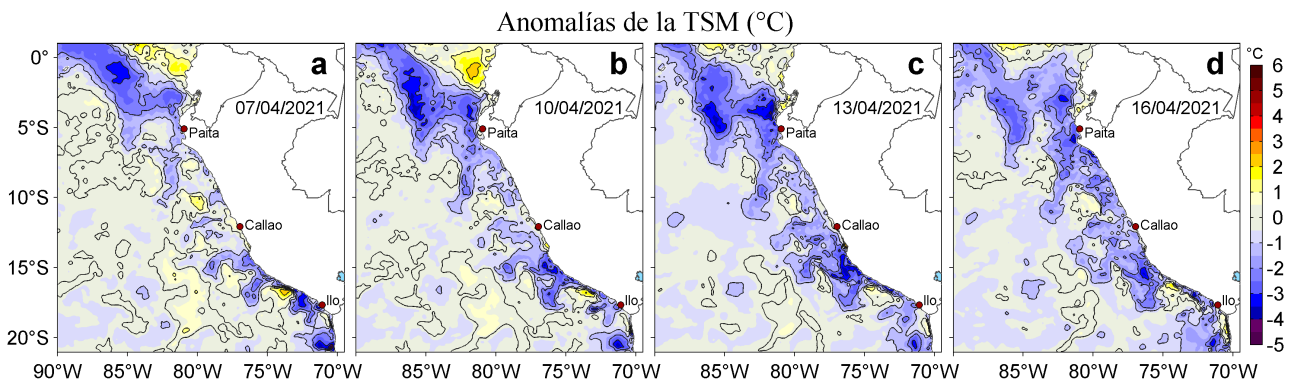 Anomalías de la TSM (°C)
a b c d
07/04/2021 10/04/2021 13/04/2021 16/04/2021
Paita Paita Paita Paita
Callao Callao Callao Callao
Ilo Ilo Ilo Ilo
0°
5°S
10°S
15°S
20°S
90°W 85°W 80°W 75°W 70°W 85°W 80°W 75°W 70°W 85°W 80°W 75°W 70°W 85°W 80°W 75°W 70°W
°C
6
5
4
3
2
1
0
-1
-2
-3
-4
-5